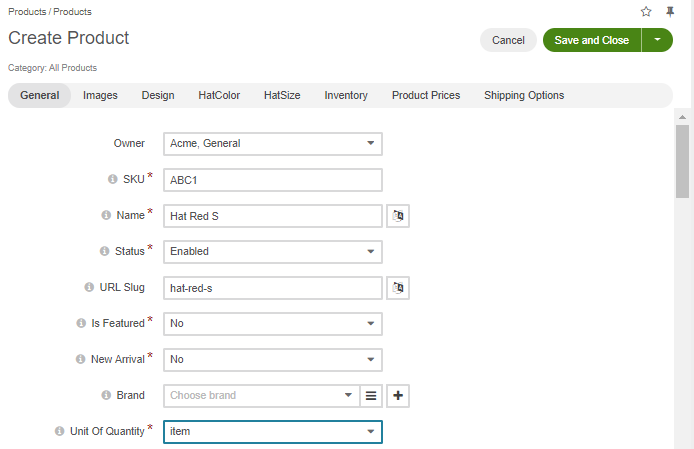 Products / Products
Create Product
Cancel
Save and Close
Category: All Products
General Images Design HatColor HatSize Inventory Product Prices Shipping Options
Owner Acme, General
SKU * ABC1
Name * Hat Red S
Status * Enabled
URL Slug hat-red-s
Is Featured * No
New Arrival * No
Brand Choose brand
Unit Of Quantity * item